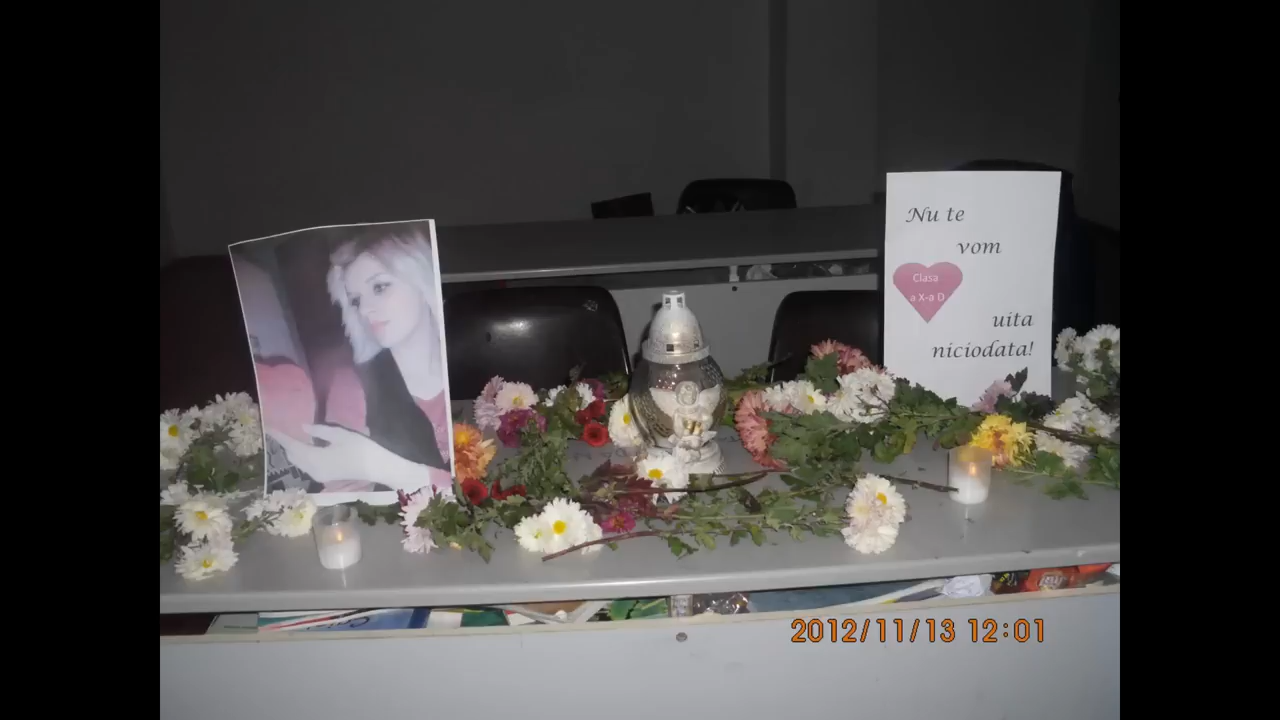 Nu te
vom
Clasa
a X-a D
uita
niciodata!
2012/11/13 12:01